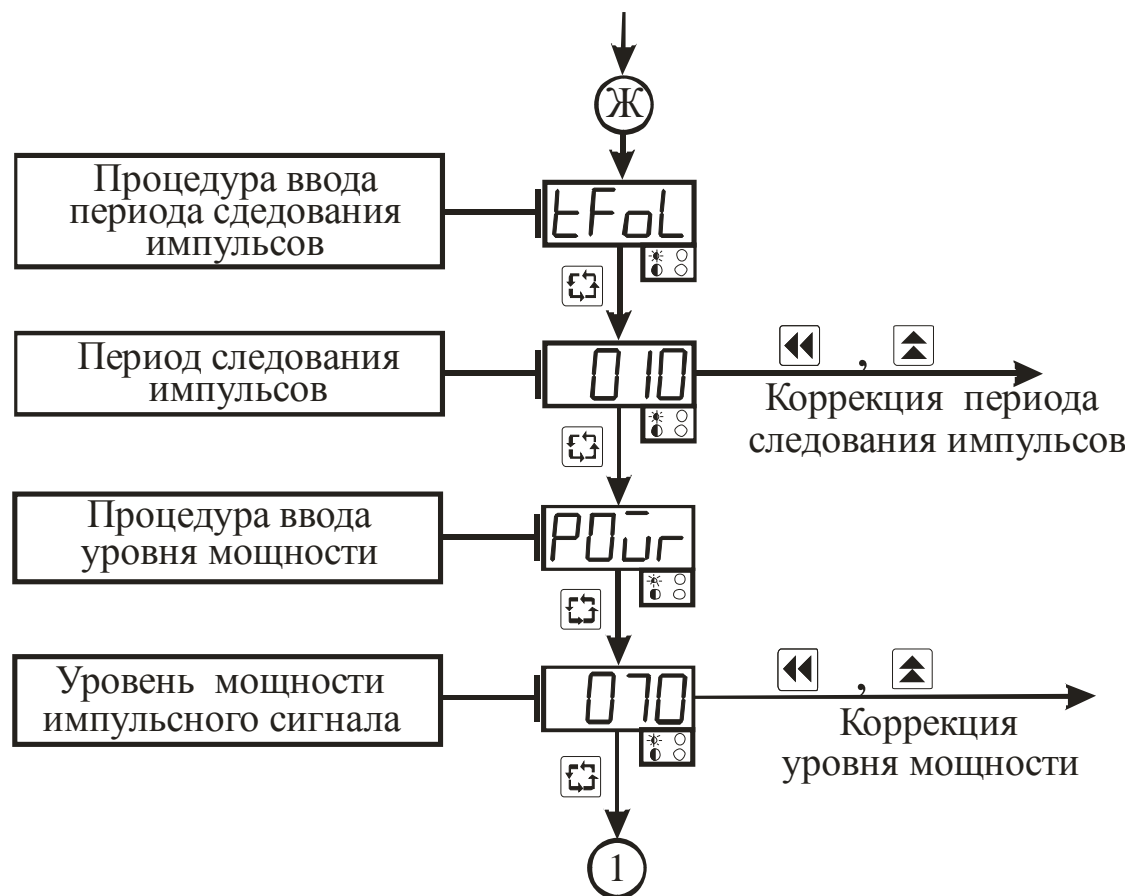 Ж
Процедура ввода
периода сдедования
импульсов
tFoL
Период следования
импульсов
010
,
Коррекция периода
следования импульсов
Процедура ввода
уровня мощности
POwr
Уровень мощности
импульсного сигнала
070
,
Коррекция
уровня мощности
1